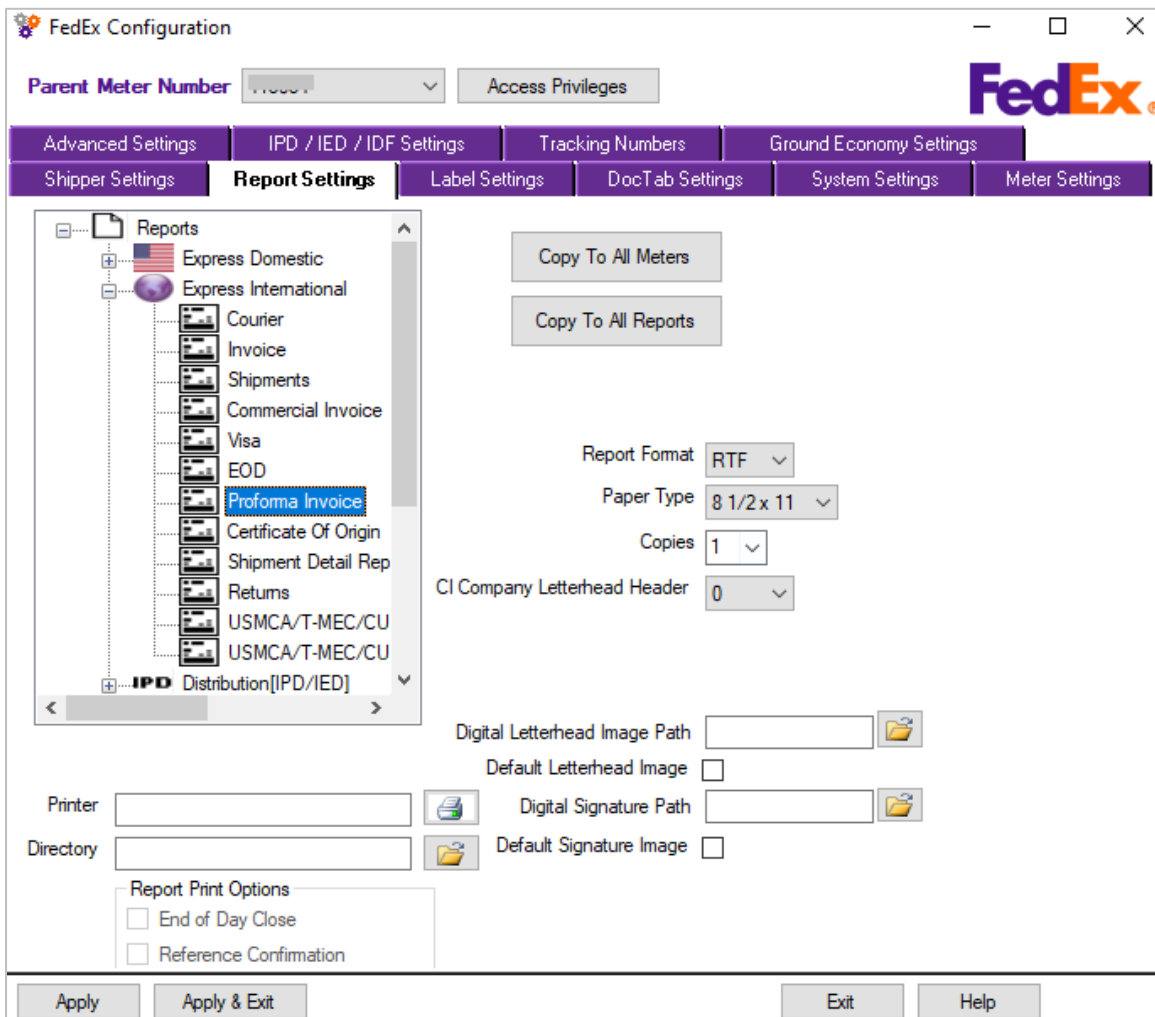 FedEx Configuration
Parent Meter Number
Access Privileges
FedEx®
Advanced Settings
IPD / IED / IDF Settings
Tracking Numbers
Ground Economy Settings
Shipper Settings
Report Settings
Label Settings
DocTab Settings
System Settings
Meter Settings
Reports
Express Domestic
Express International
Courier
Invoice
Shipments
Commercial Invoice
Visa
EOD
Proforma Invoice
Certificate Of Origin
Shipment Detail Rep
Returns
USMCA/T-MEC/CU
USMCA/T-MEC/CU
IPD Distribution[IPD/IED]
Copy To All Meters
Copy To All Reports
Report Format RTF
Paper Type 8 1/2 x 11
Copies 1
CI Company Letterhead Header 0
Digital Letterhead Image Path
Default Letterhead Image
Printer
Digital Signature Path
Directory
Default Signature Image
Report Print Options
End of Day Close
Reference Confirmation
Apply
Apply & Exit
Exit
Help